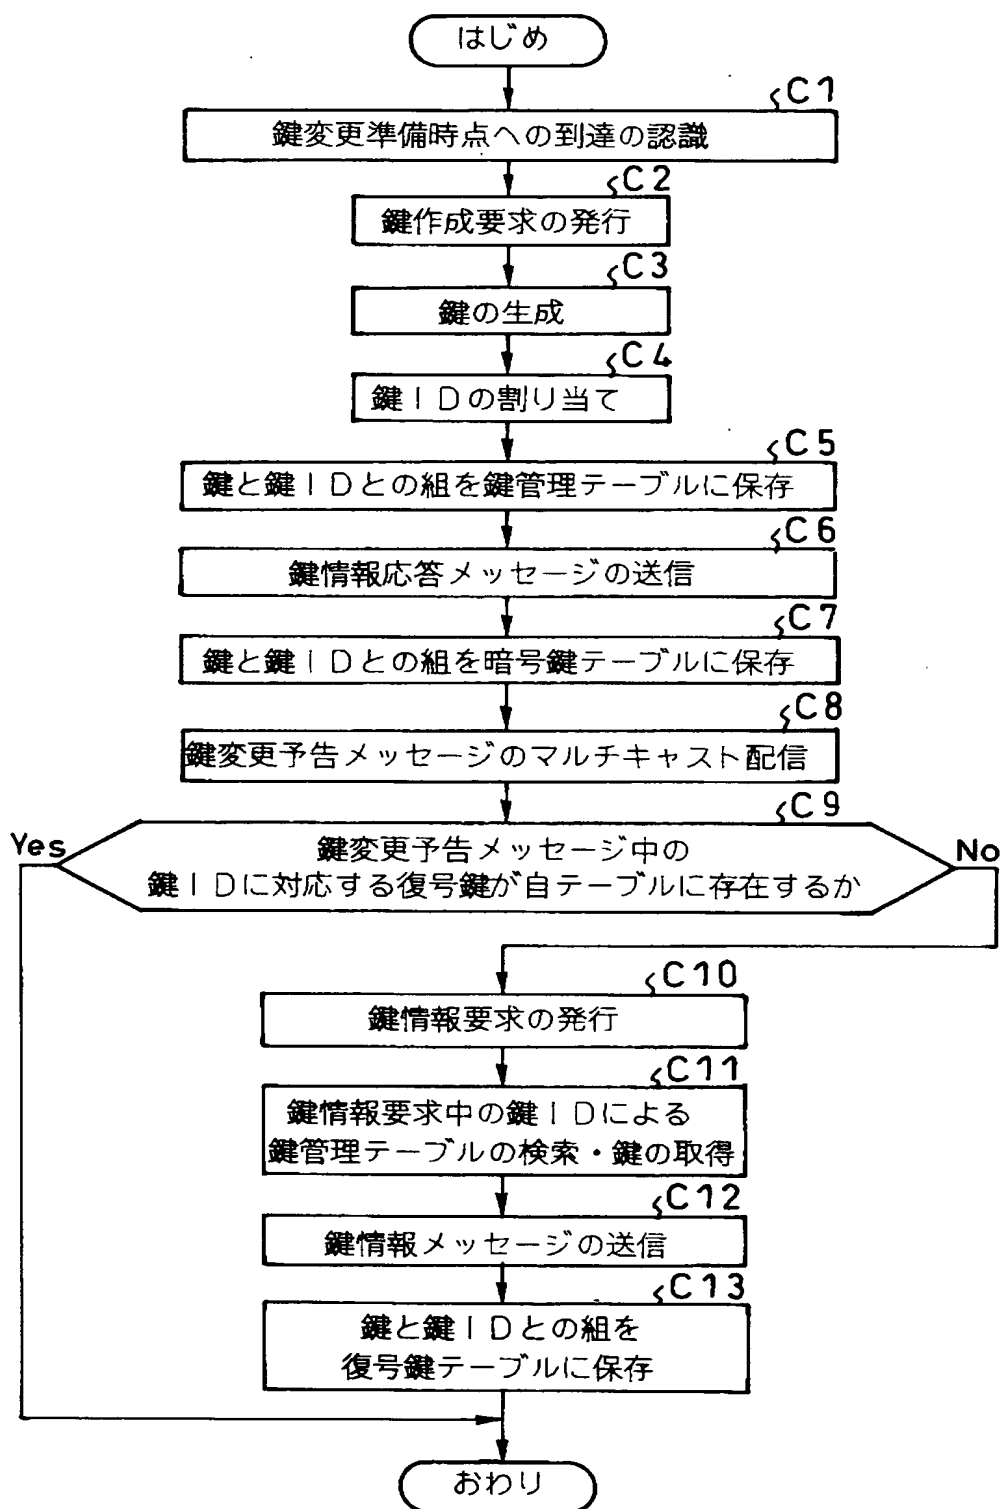 はじめ
C1
鍵変更準備時点への到達の認識
C2
鍵作成要求の発行
C3
鍵の生成
C4
鍵IDの割り当て
C5
鍵と鍵IDとの組を鍵管理テーブルに保存
C6
鍵情報応答メッセージの送信
C7
鍵と鍵IDとの組を暗号鍵テーブルに保存
C8
鍵変更予告メッセージのマルチキャスト配信
C9
Yes
鍵変更予告メッセージ中の
No
鍵IDに対応する復号鍵が自テーブルに存在するか
C10
鍵情報要求の発行
C11
鍵情報要求中の鍵IDによる
鍵管理テーブルの検索・鍵の取得
C12
鍵情報メッセージの送信
C13
鍵と鍵IDとの組を
復号鍵テーブルに保存
おわり